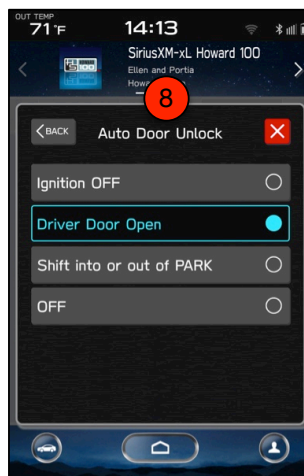 OUT TEMP
71°F
14:13
SiriusXM-xL Howard 100
Ellen and Portia
8
BACK
Auto Door Unlock
Ignition OFF
Driver Door Open
Shift into or out of PARK
OFF